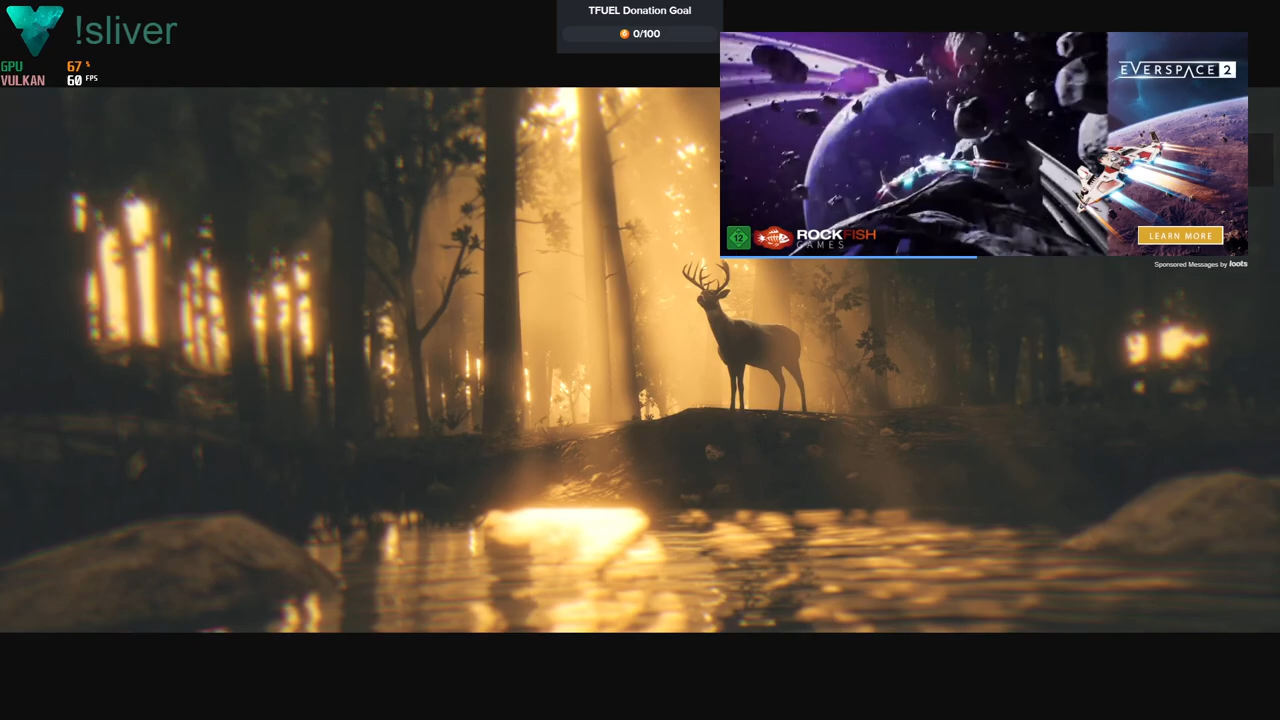 !sliver
TFUEL Donation Goal
0/100
GPU 67 %
VULKAN 60 FPS
EVERSPACE 2
12
ROCKFISH
GAMES
LEARN MORE
Sponsored Messages by loots